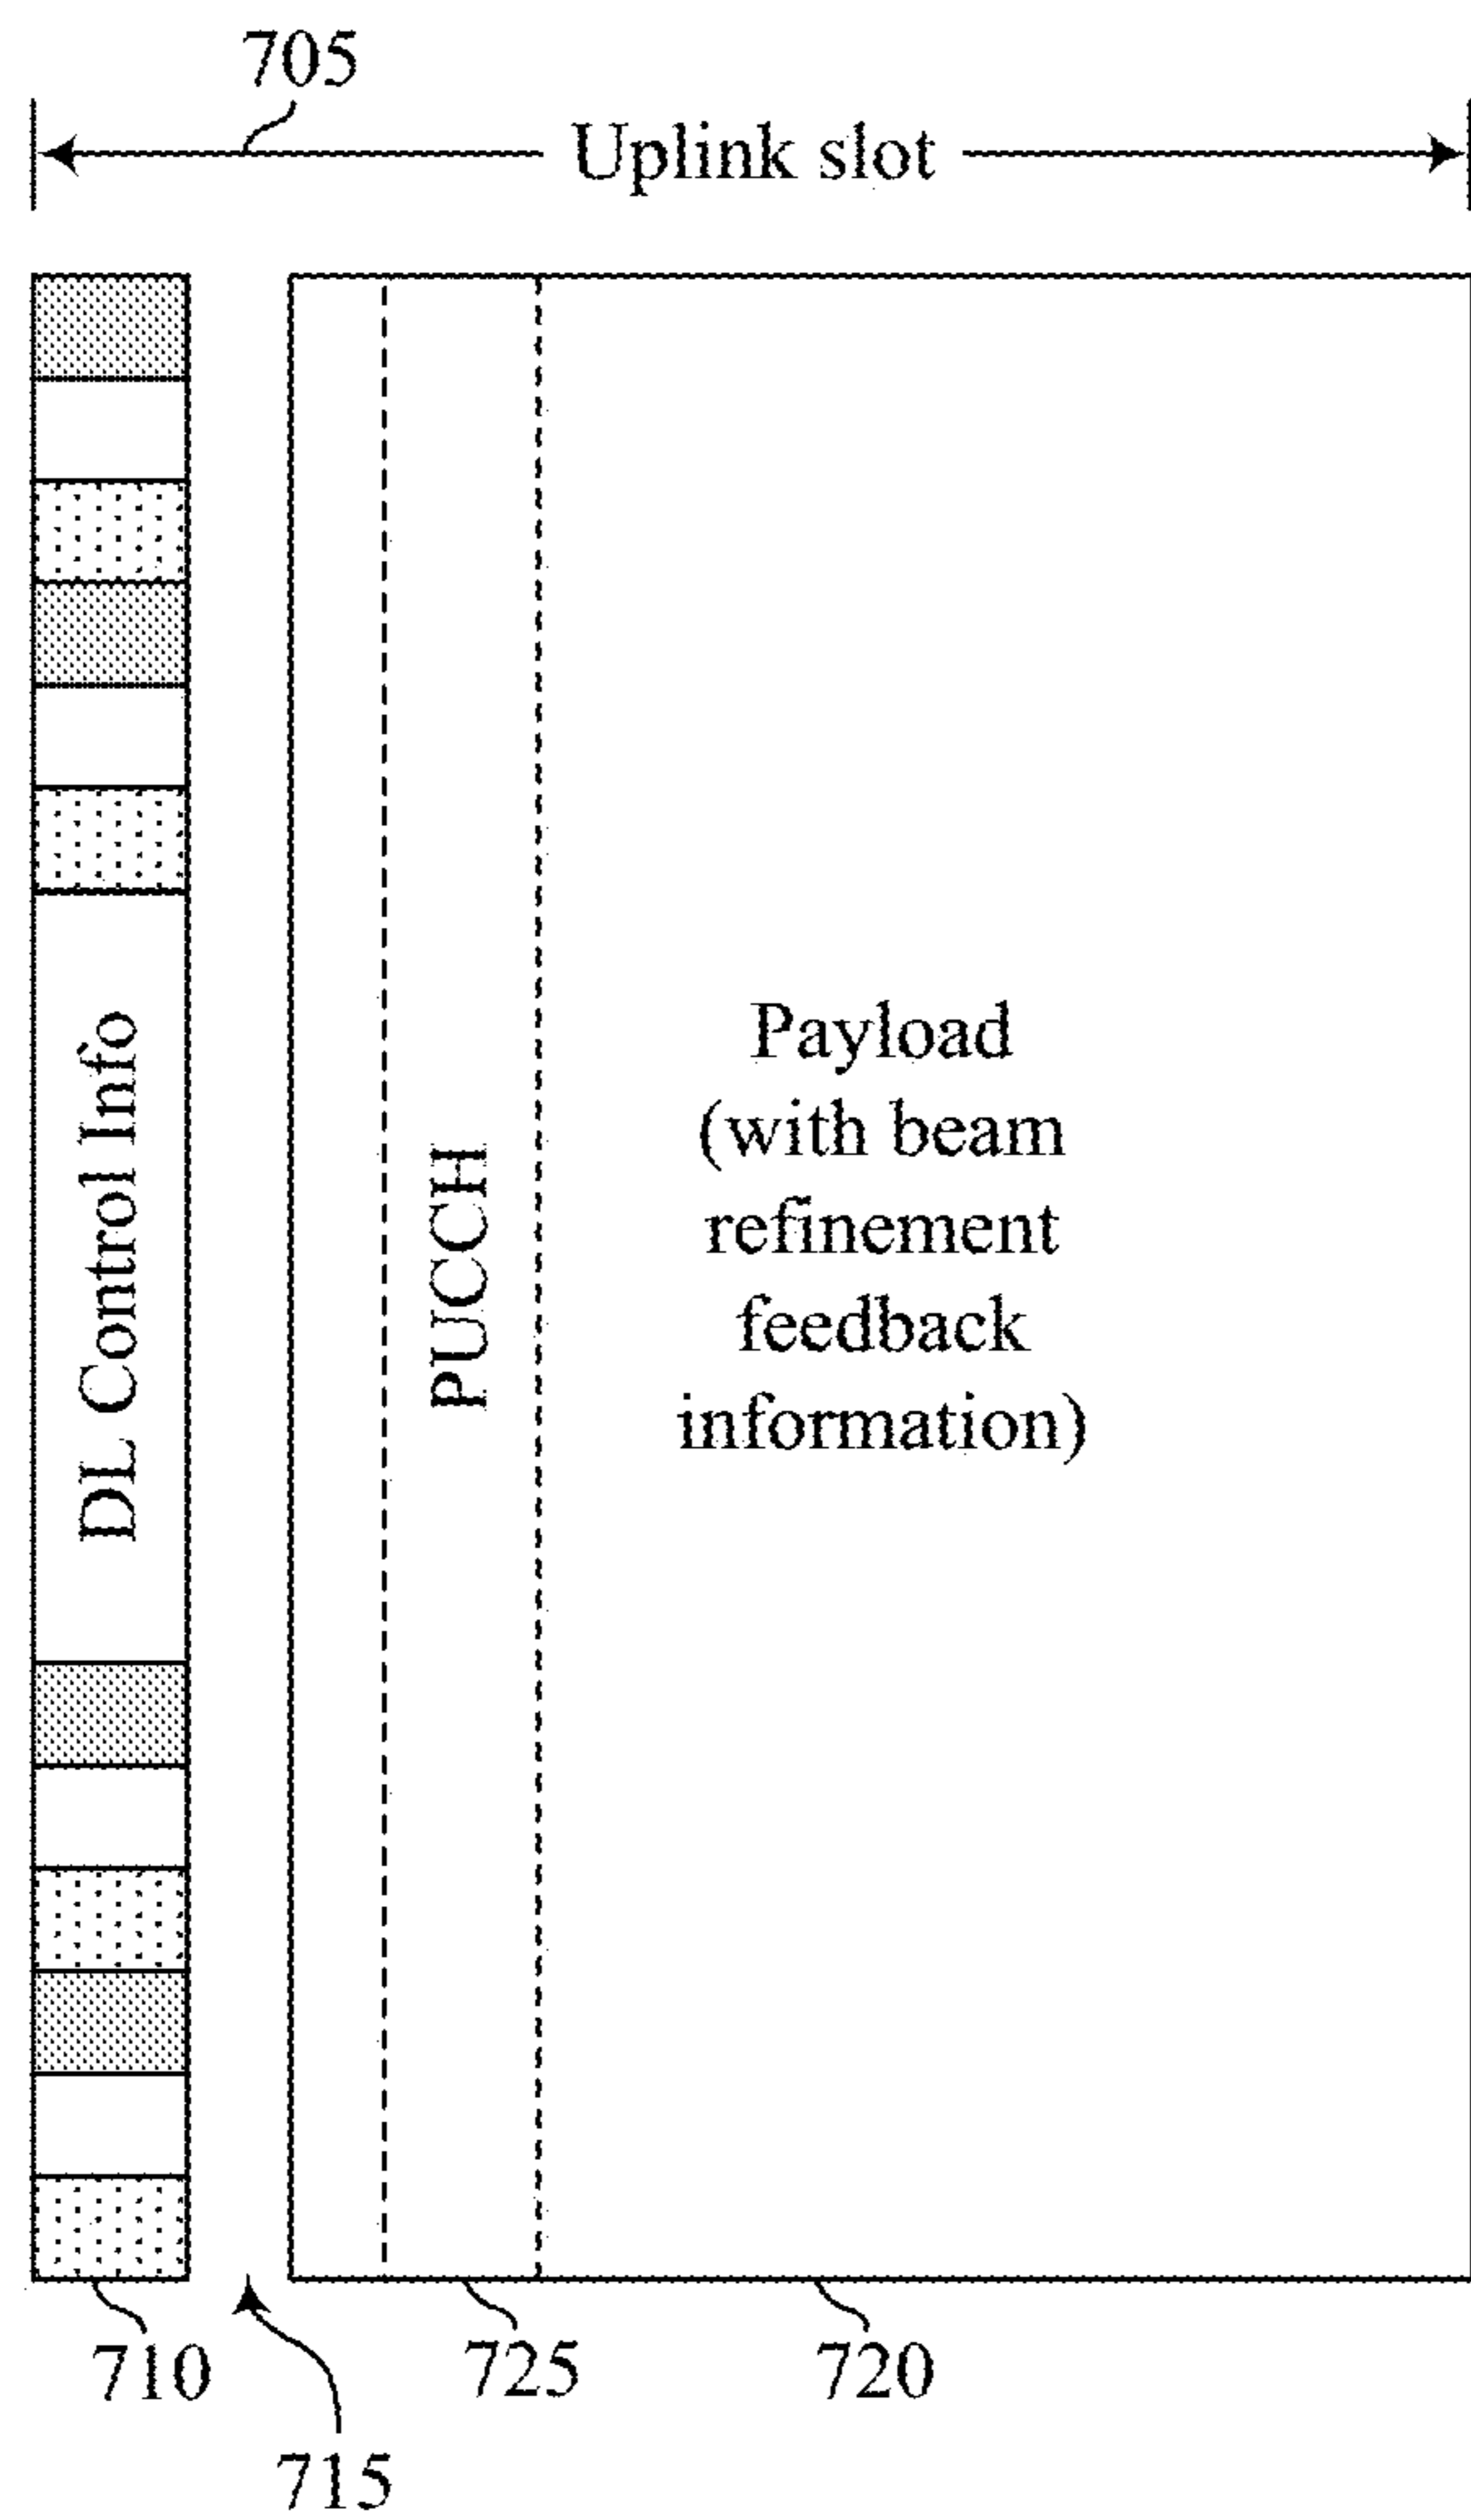 705
Uplink slot
DL Control Info
PUCCH
Payload
(with beam
refinement
feedback
information)
710
725
720
715